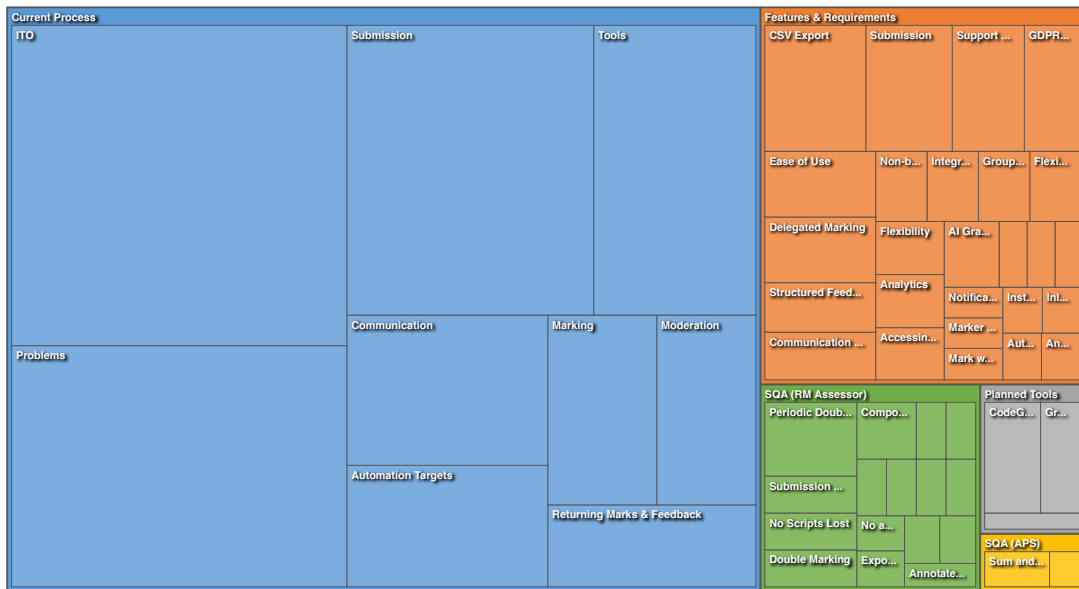 Current Process
ITO
Submission
Tools
Problems
Communication
Marking
Moderation
Automation Targets
Returning Marks & Feedback
Features & Requirements
CSV Export
Submission
Support ...
GDPR...
Ease of Use
Non-b...
Integr...
Group...
Flexi...
Delegated Marking
Flexibility
AI Gra...
Structured Feed...
Analytics
Notifica...
Inst...
Inl...
Marker ...
Communication ...
Accessin...
Mark w...
Aut...
An...
SQA (RM Assessor)
Periodic Doub...
Compo...
Submission ...
No Scripts Lost
No a...
Double Marking
Expo...
Annotate...
Planned Tools
CodeG...
Gr...
SQA (APS)
Sum and...